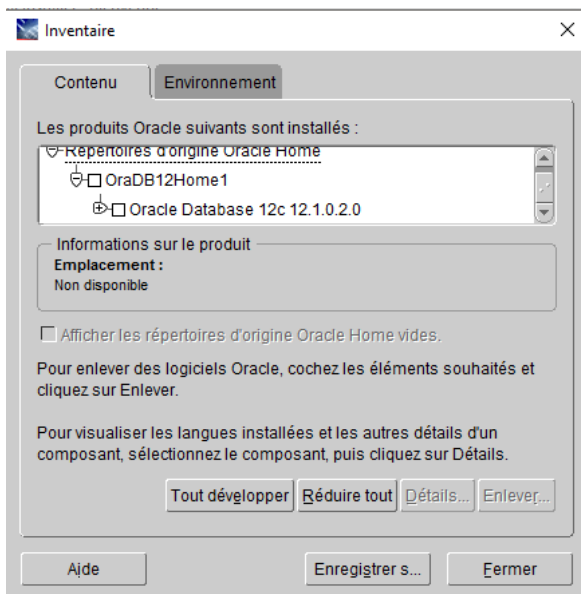 Inventaire
Contenu
Environnement
Les produits Oracle suivants sont installés :
Répertoires d'origine Oracle Home
OraDB12Home1
Oracle Database 12c 12.1.0.2.0
Informations sur le produit
Emplacement :
Non disponible
Afficher les répertoires d'origine Oracle Home vides.
Pour enlever des logiciels Oracle, cochez les éléments souhaités et
cliquez sur Enlever.
Pour visualiser les langues installées et les autres détails d'un
composant, sélectionnez le composant, puis cliquez sur Détails.
Tout développer Réduire tout Détails... Enlever...
Aide Enregistrer s... Fermer